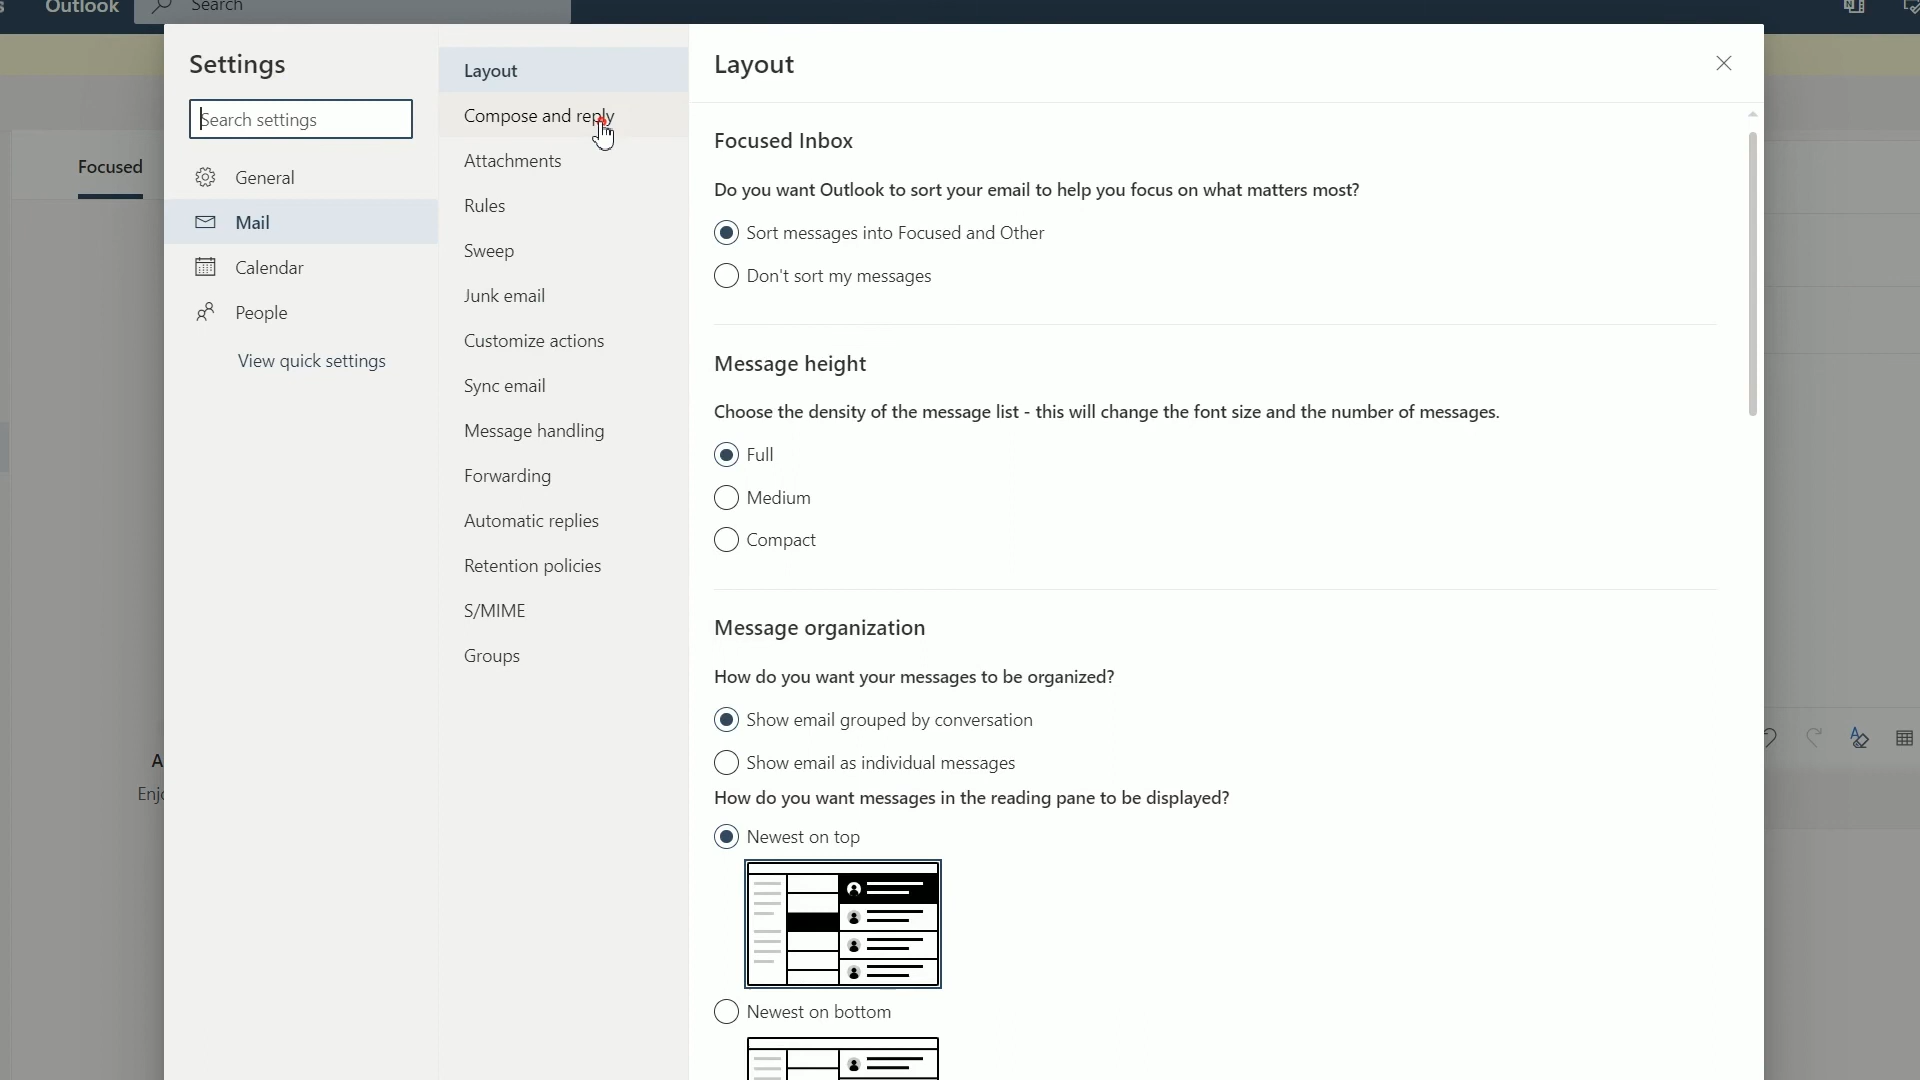 Outlook
Search
Settings
Search settings
General
Mail
Calendar
People
View quick settings
Focused
Layout
Compose and reply
Attachments
Rules
Sweep
Junk email
Customize actions
Sync email
Message handling
Forwarding
Automatic replies
Retention policies
S/MIME
Groups
Layout
Focused Inbox
Do you want Outlook to sort your email to help you focus on what matters most?
Sort messages into Focused and Other
Don't sort my messages
Message height
Choose the density of the message list - this will change the font size and the number of messages.
Full
Medium
Compact
Message organization
How do you want your messages to be organized?
Show email grouped by conversation
Show email as individual messages
How do you want messages in the reading pane to be displayed?
Newest on top
Newest on bottom